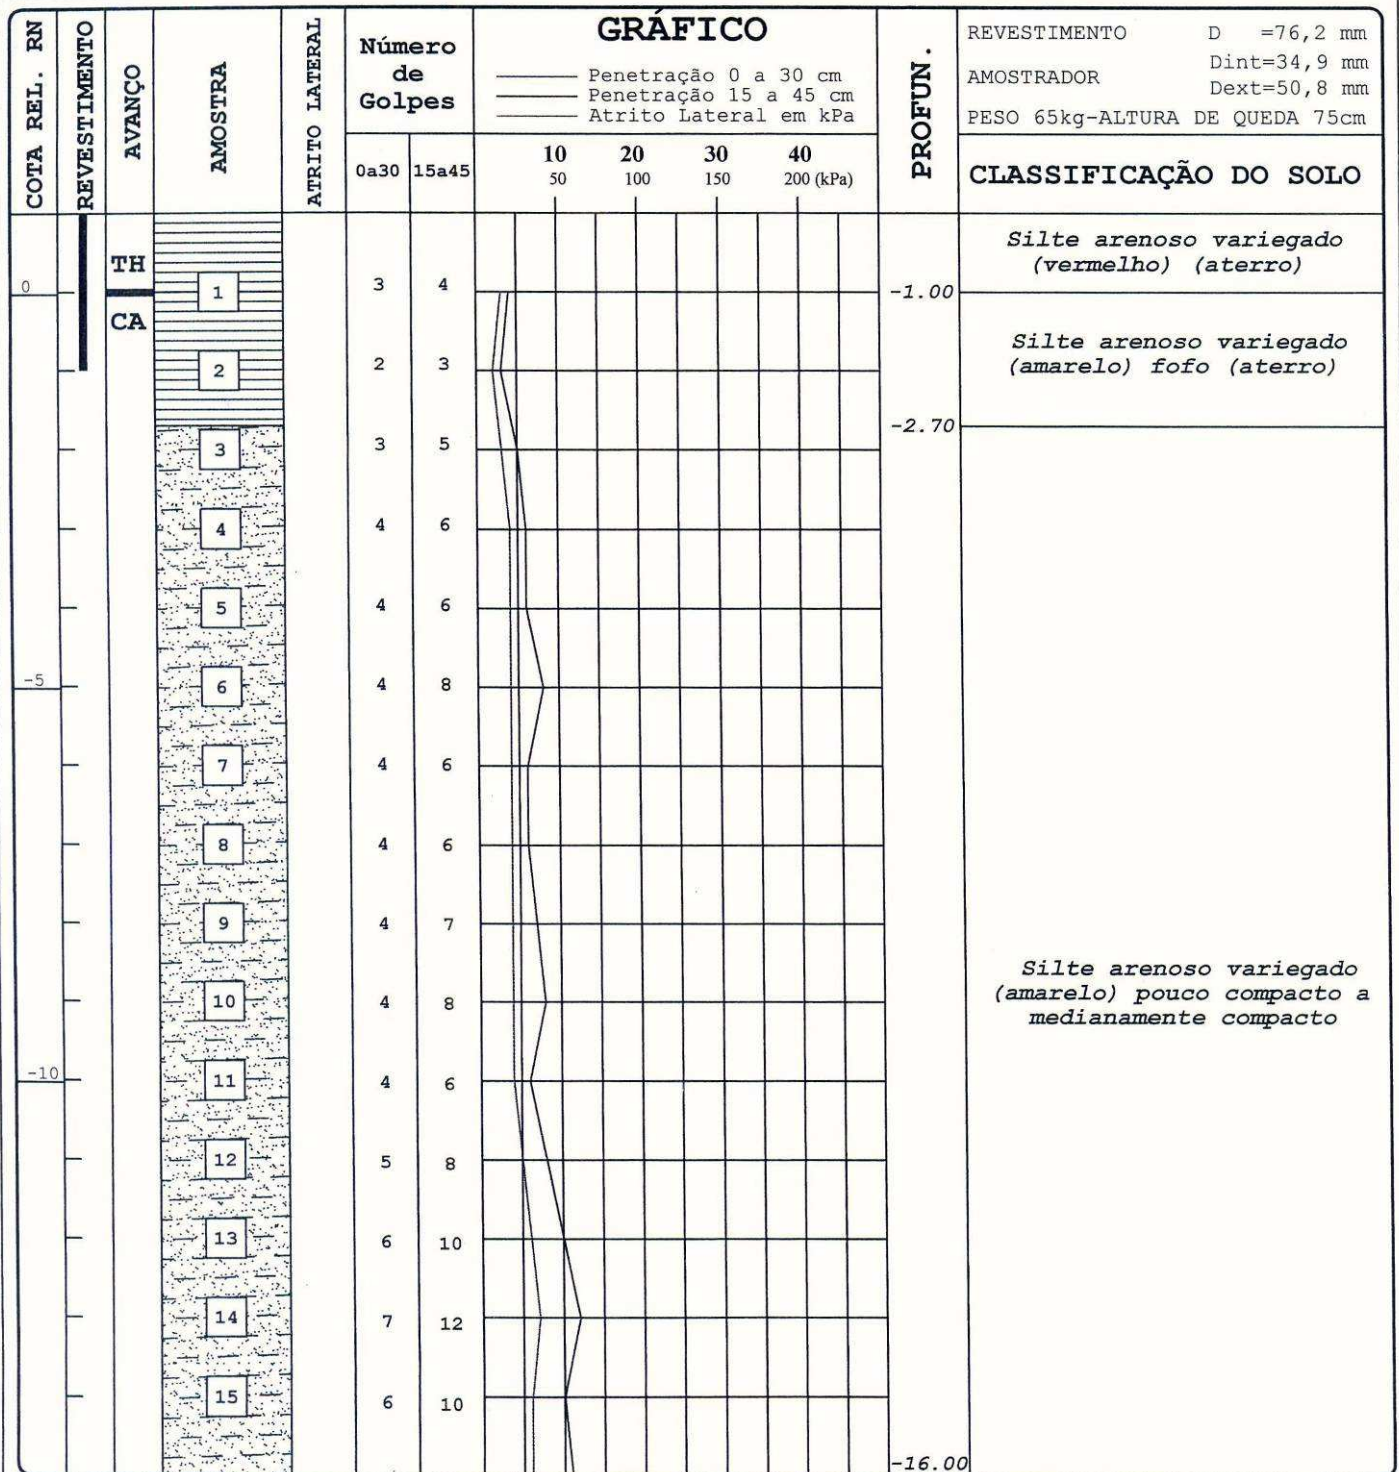 COTA REL. RN
REVESTIMENTO
AVANÇO
AMOSTRA
ATRITO LATERAL
Número
de
Golpes
0a30 15a45
GRÁFICO
Penetração 0 a 30 cm
Penetração 15 a 45 cm
Atrito Lateral em kPa
10 20 30 40
50 100 150 200 (kPa)
PROFUN.
REVESTIMENTO D =76,2 mm
Dint=34,9 mm
AMOSTRADOR
Dext=50,8 mm
PESO 65kg-ALTURA DE QUEDA 75cm
CLASSIFICAÇÃO DO SOLO
Silte arenoso variegado
(vermelho) (aterro)
TH
0 1 3 4 -1.00
CA
Silte arenoso variegado
(amarelo) fofo (aterro)
2 2 3
-2.70
3 3 5
4 4 6
5 4 6
-5 6 4 8
7 4 6
8 4 6
9 4 7
Silte arenoso variegado
(amarelo) pouco compacto a
medianamente compacto
10 4 8
-10 11 4 6
12 5 8
13 6 10
14 7 12
15 6 10
-16.00